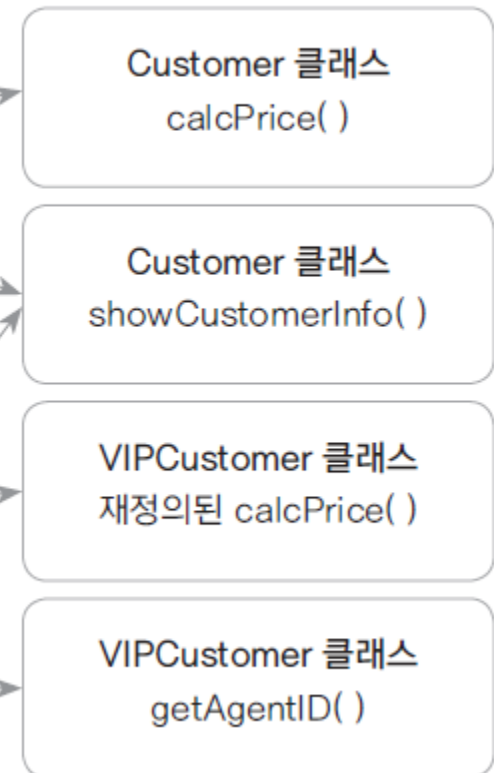 Customer 클래스
calcPrice( )
Customer 클래스
showCustomerInfo( )
VIPCustomer 클래스
재정의된 calcPrice( )
VIPCustomer 클래스
getAgentID( )